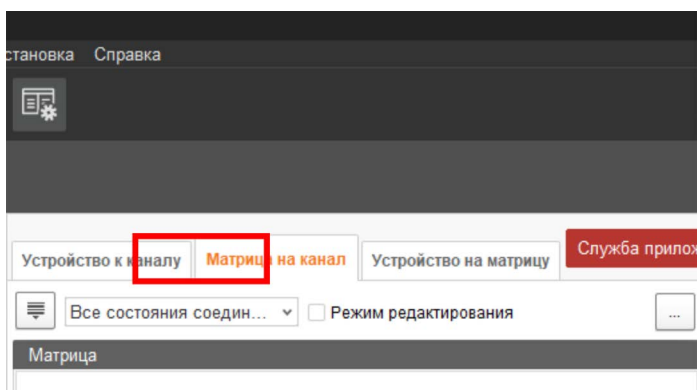 становка Справка
Устройство к каналу Матрица на канал Устройство на матрицу Служба прилож
Все состояния соедин... Режим редактирования ...
Матрица